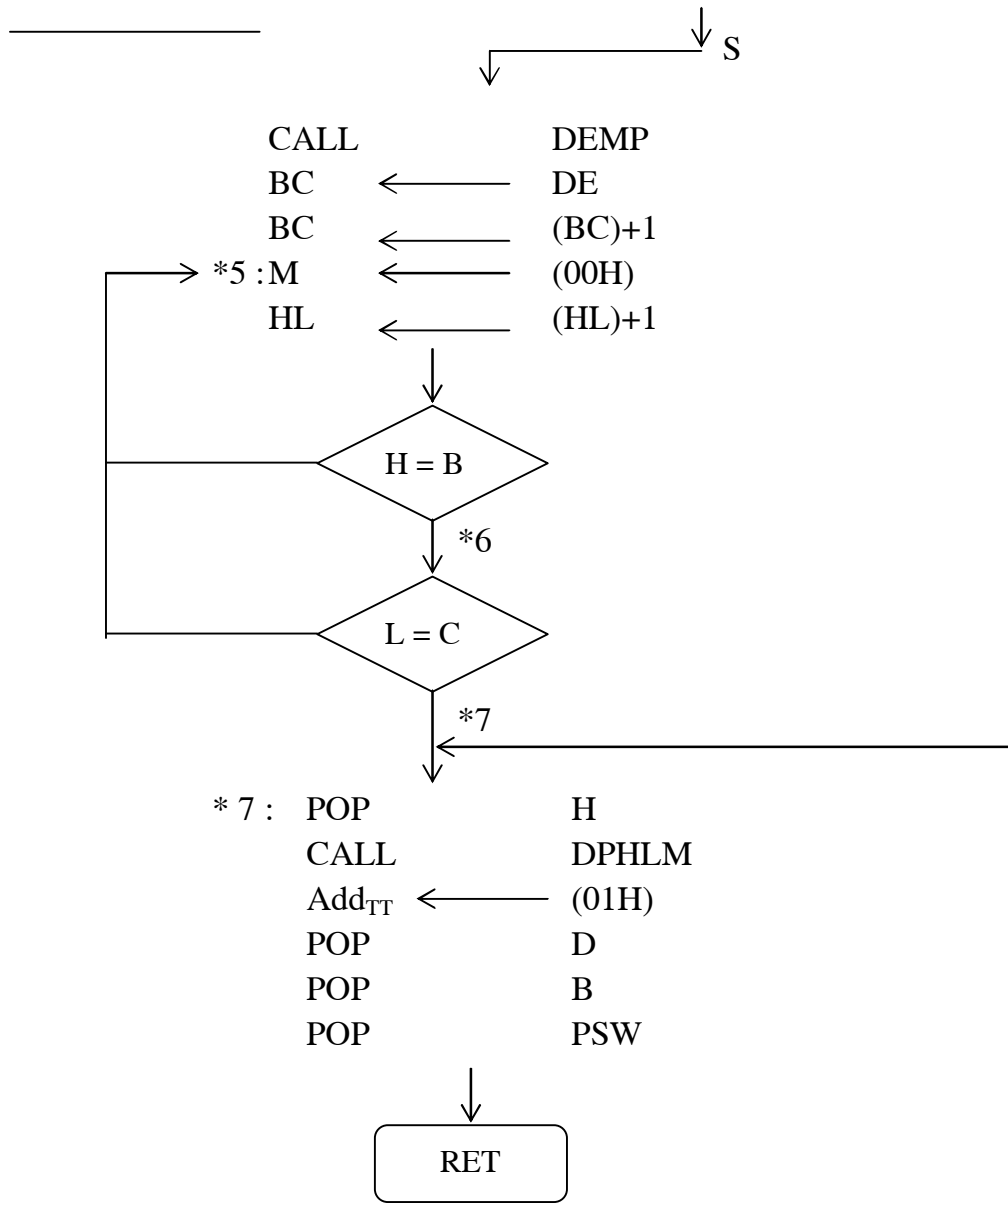 S
CALL DEMP
BC DE
BC (BC)+1
*5 : M (00H)
HL (HL)+1
H = B
*6
L = C
*7
* 7 : POP H
CALL DPHLM
AddTT (01H)
POP D
POP B
POP PSW
RET